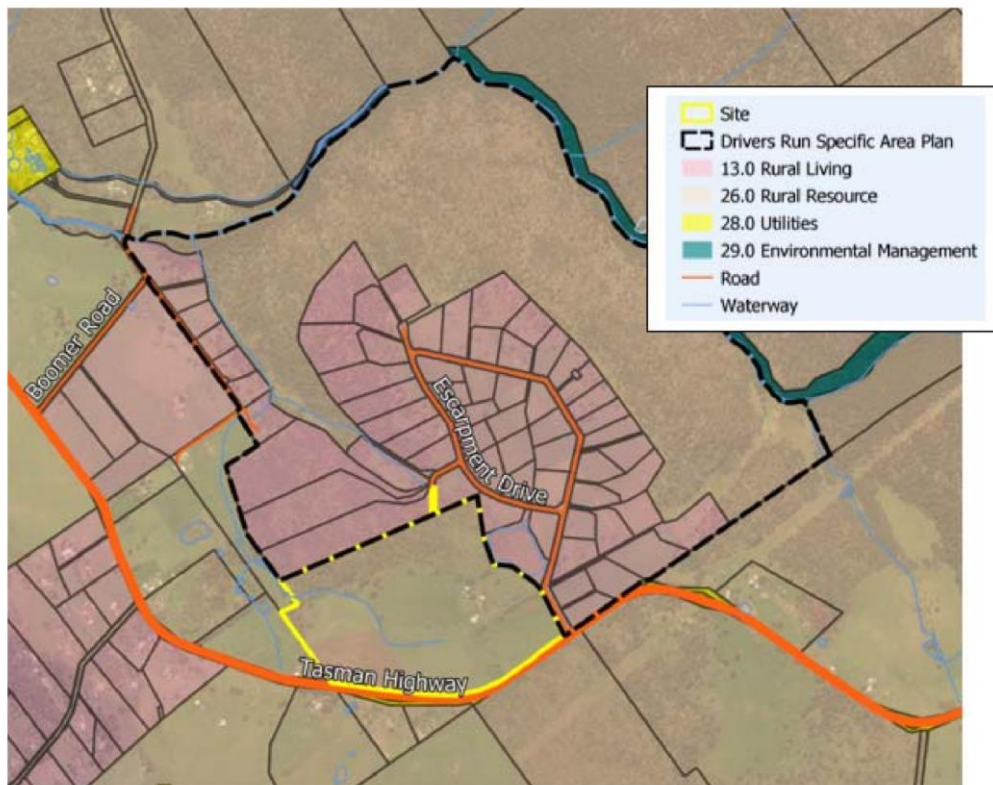 Site
Drivers Run Specific Area Plan
13.0 Rural Living
26.0 Rural Resource
28.0 Utilities
29.0 Environmental Management
Road
Waterway
Boomer Road
Escarpment Drive
Tasman Highway